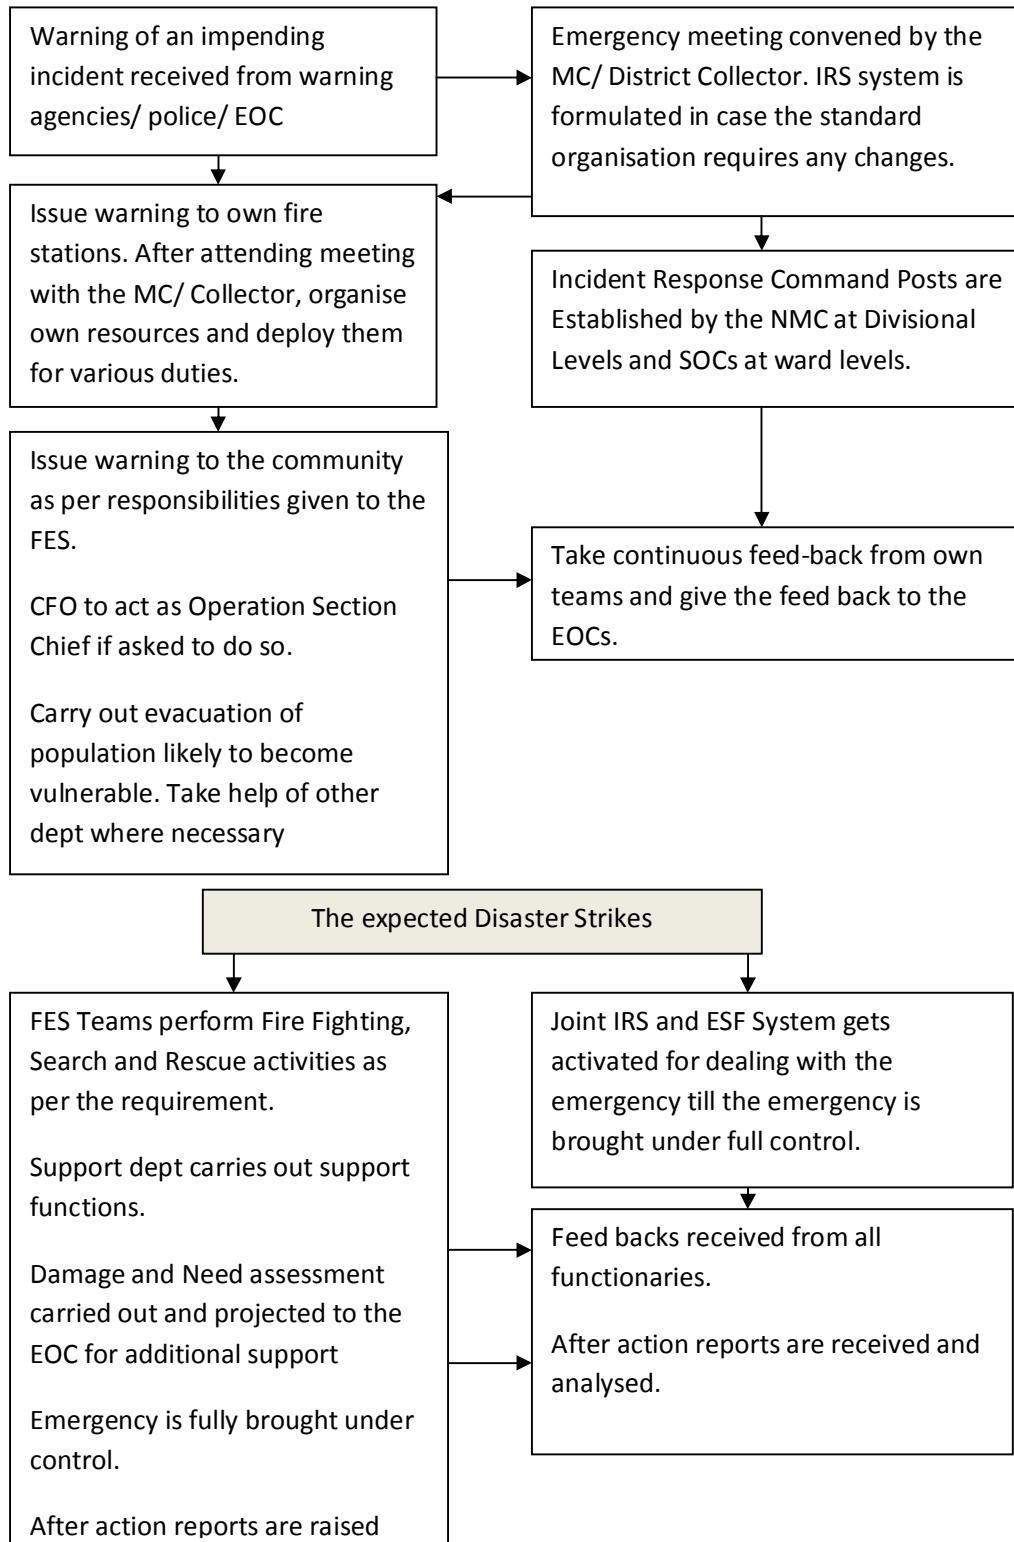 Warning of an impending
incident received from warning
agencies/ police/ EOC
Emergency meeting convened by the
MC/ District Collector. IRS system is
formulated in case the standard
organisation requires any changes.
Issue warning to own fire
stations. After attending meeting
with the MC/ Collector, organise
own resources and deploy them
for various duties.
Incident Response Command Posts are
Established by the NMC at Divisional
Levels and SOCs at ward levels.
Issue warning to the community
as per responsibilities given to the
FES.
CFO to act as Operation Section
Chief if asked to do so.
Carry out evacuation of
population likely to become
vulnerable. Take help of other
dept where necessary
Take continuous feed-back from own
teams and give the feed back to the
EOCs.
The expected Disaster Strikes
FES Teams perform Fire Fighting,
Search and Rescue activities as
per the requirement.
Support dept carries out support
functions.
Damage and Need assessment
carried out and projected to the
EOC for additional support
Emergency is fully brought under
control.
After action reports are raised
Joint IRS and ESF System gets
activated for dealing with the
emergency till the emergency is
brought under full control.
Feed backs received from all
functionaries.
After action reports are received and
analysed.